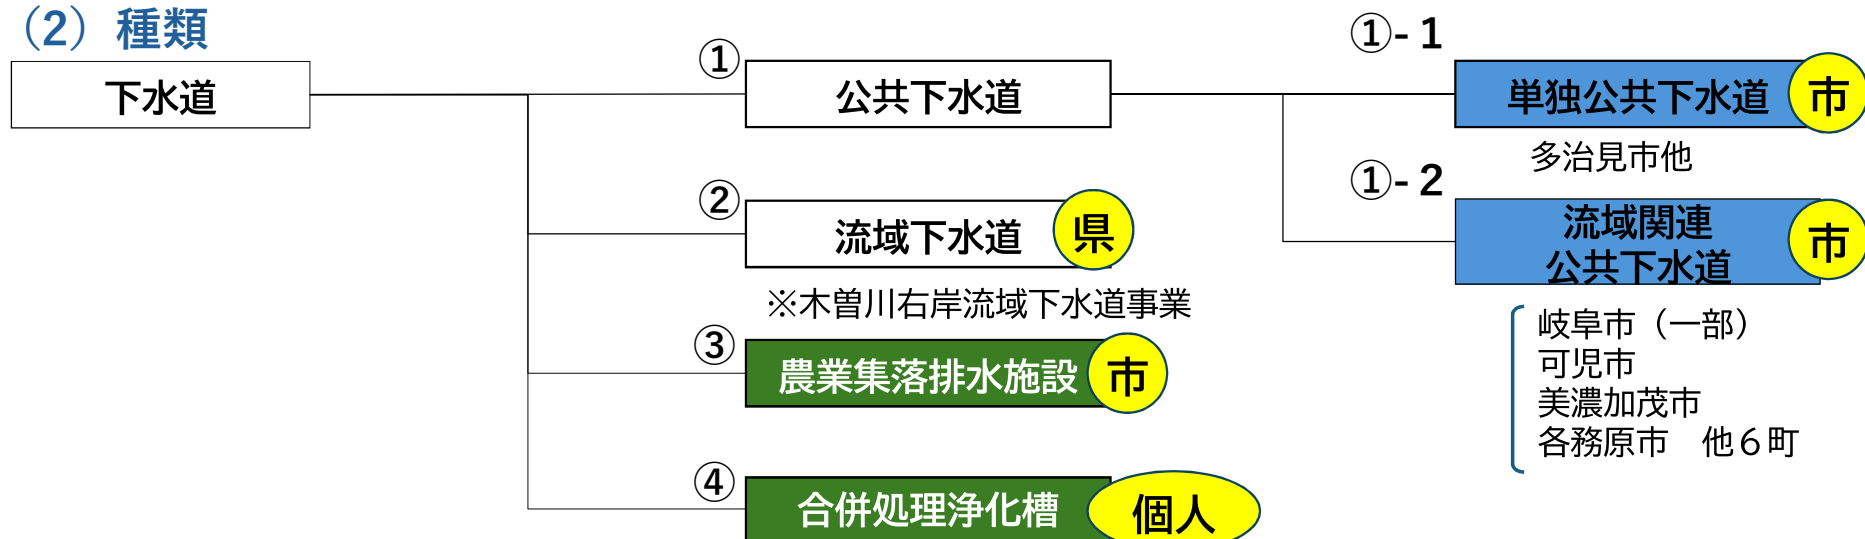 （2）種類
下水道
①
公共下水道
①- 1
単独公共下水道
市
多治見市他
①- 2
流域関連
公共下水道
市
岐阜市（一部）
可児市
美濃加茂市
各務原市　他６町
②
流域下水道
県
※木曽川右岸流域下水道事業
③
農業集落排水施設
市
④
合併処理浄化槽
個人